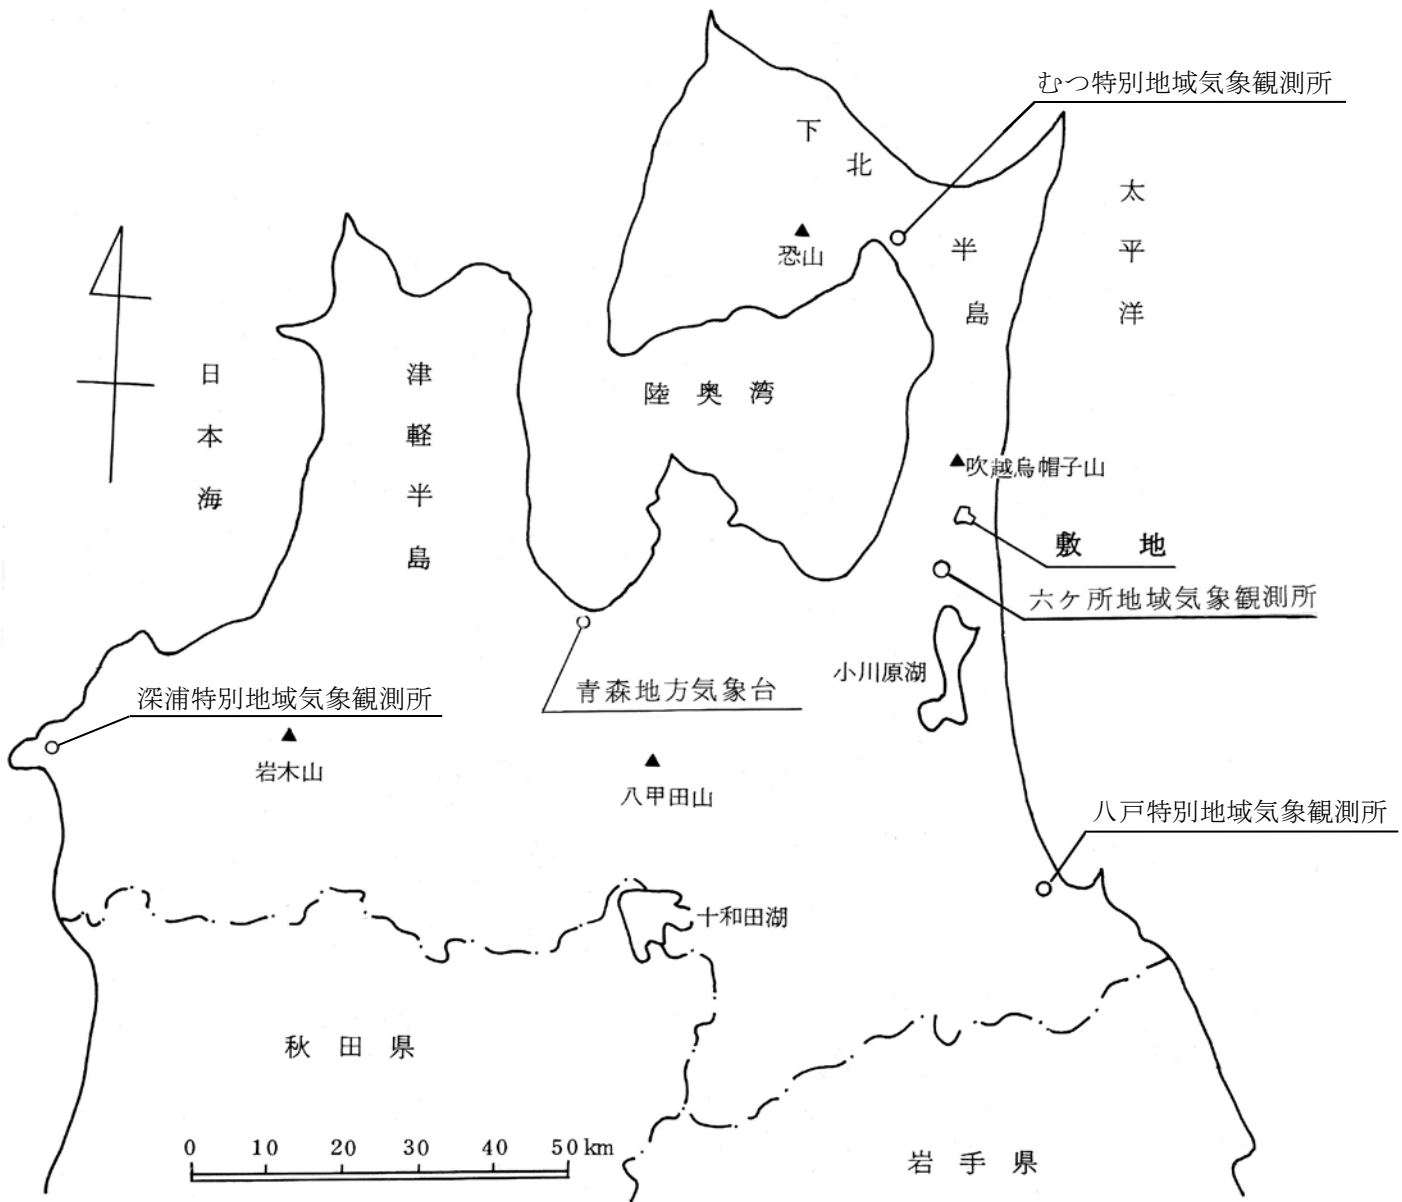 むつ特別地域気象観測所
下北半島
太平洋
恐山
日本海
津軽半島
陸奥湾
吹越烏帽子山
敷地
六ケ所地域気象観測所
小川原湖
青森地方気象台
深浦特別地域気象観測所
岩木山
八甲田山
八戸特別地域気象観測所
十和田湖
秋田県
岩手県
0 10 20 30 40 50km